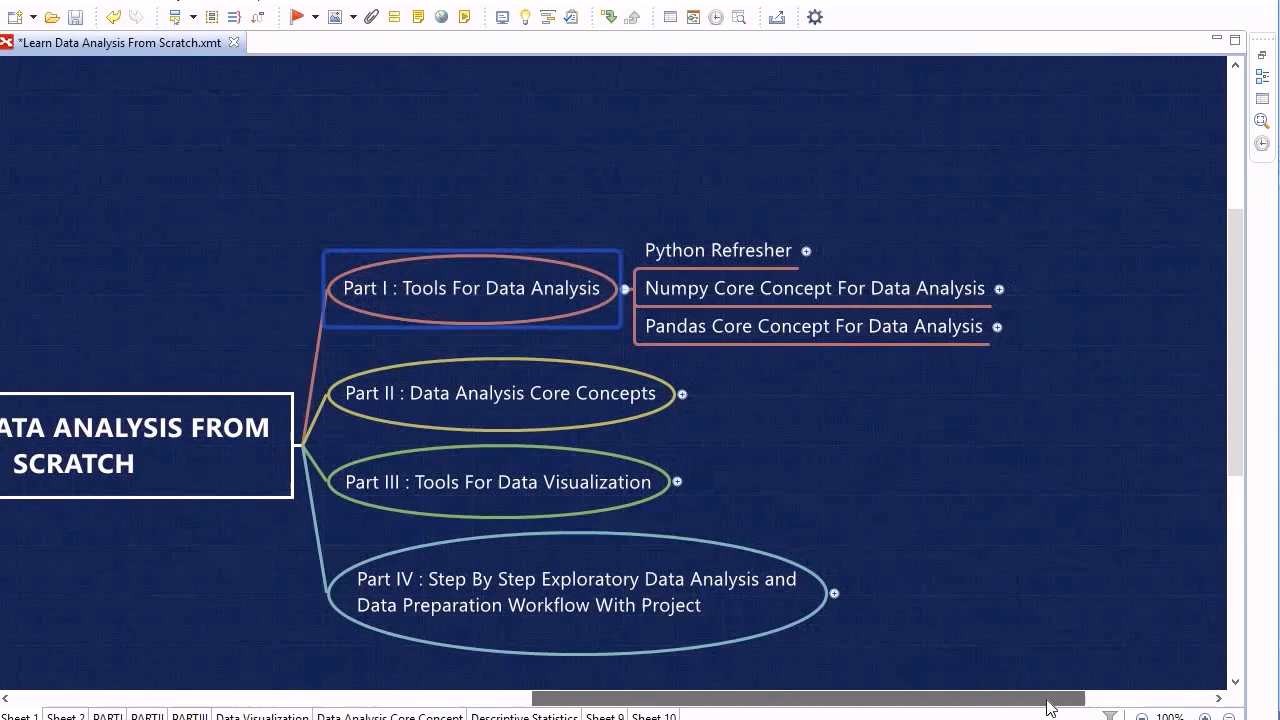 *Learn Data Analysis From Scratch.xmt
Python Refresher
Part I : Tools For Data Analysis
Numpy Core Concept For Data Analysis
Pandas Core Concept For Data Analysis
Part II : Data Analysis Core Concepts
ATA ANALYSIS FROM
SCRATCH
Part III : Tools For Data Visualization
Part IV : Step By Step Exploratory Data Analysis and
Data Preparation Workflow With Project
Sheet 1 Sheet 2 PARTI PARTII PARTIII Data Visualization Data Analysis Core Concept Descriptive Statistics Sheet 9 Sheet 10 100%